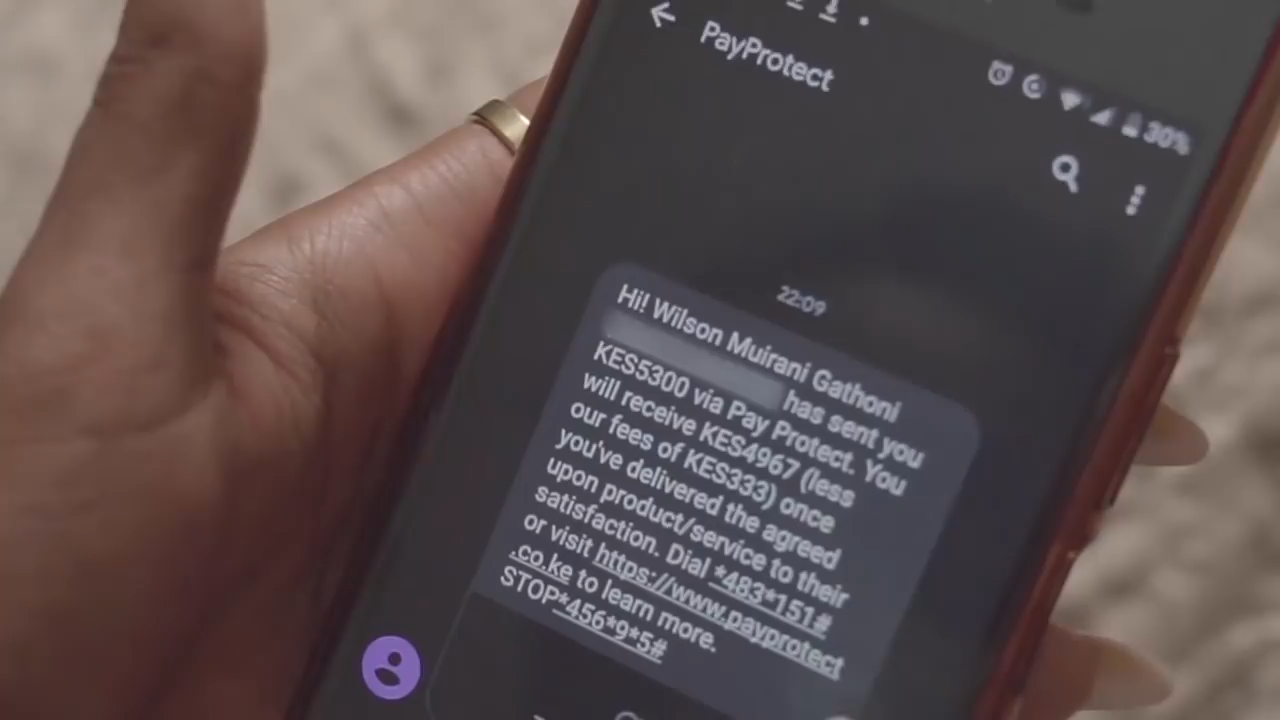 PayProtect
30%
22:09
Hi! Wilson Muirani Gathoni
has sent you
KES5300 via Pay Protect. You
will receive KES4967 (less
our fees of KES333) once
you've delivered the agreed
upon product/service to their
satisfaction. Dial *483*151#
or visit https://www.payprotect
.co.ke to learn more.
STOP*456*9*5#